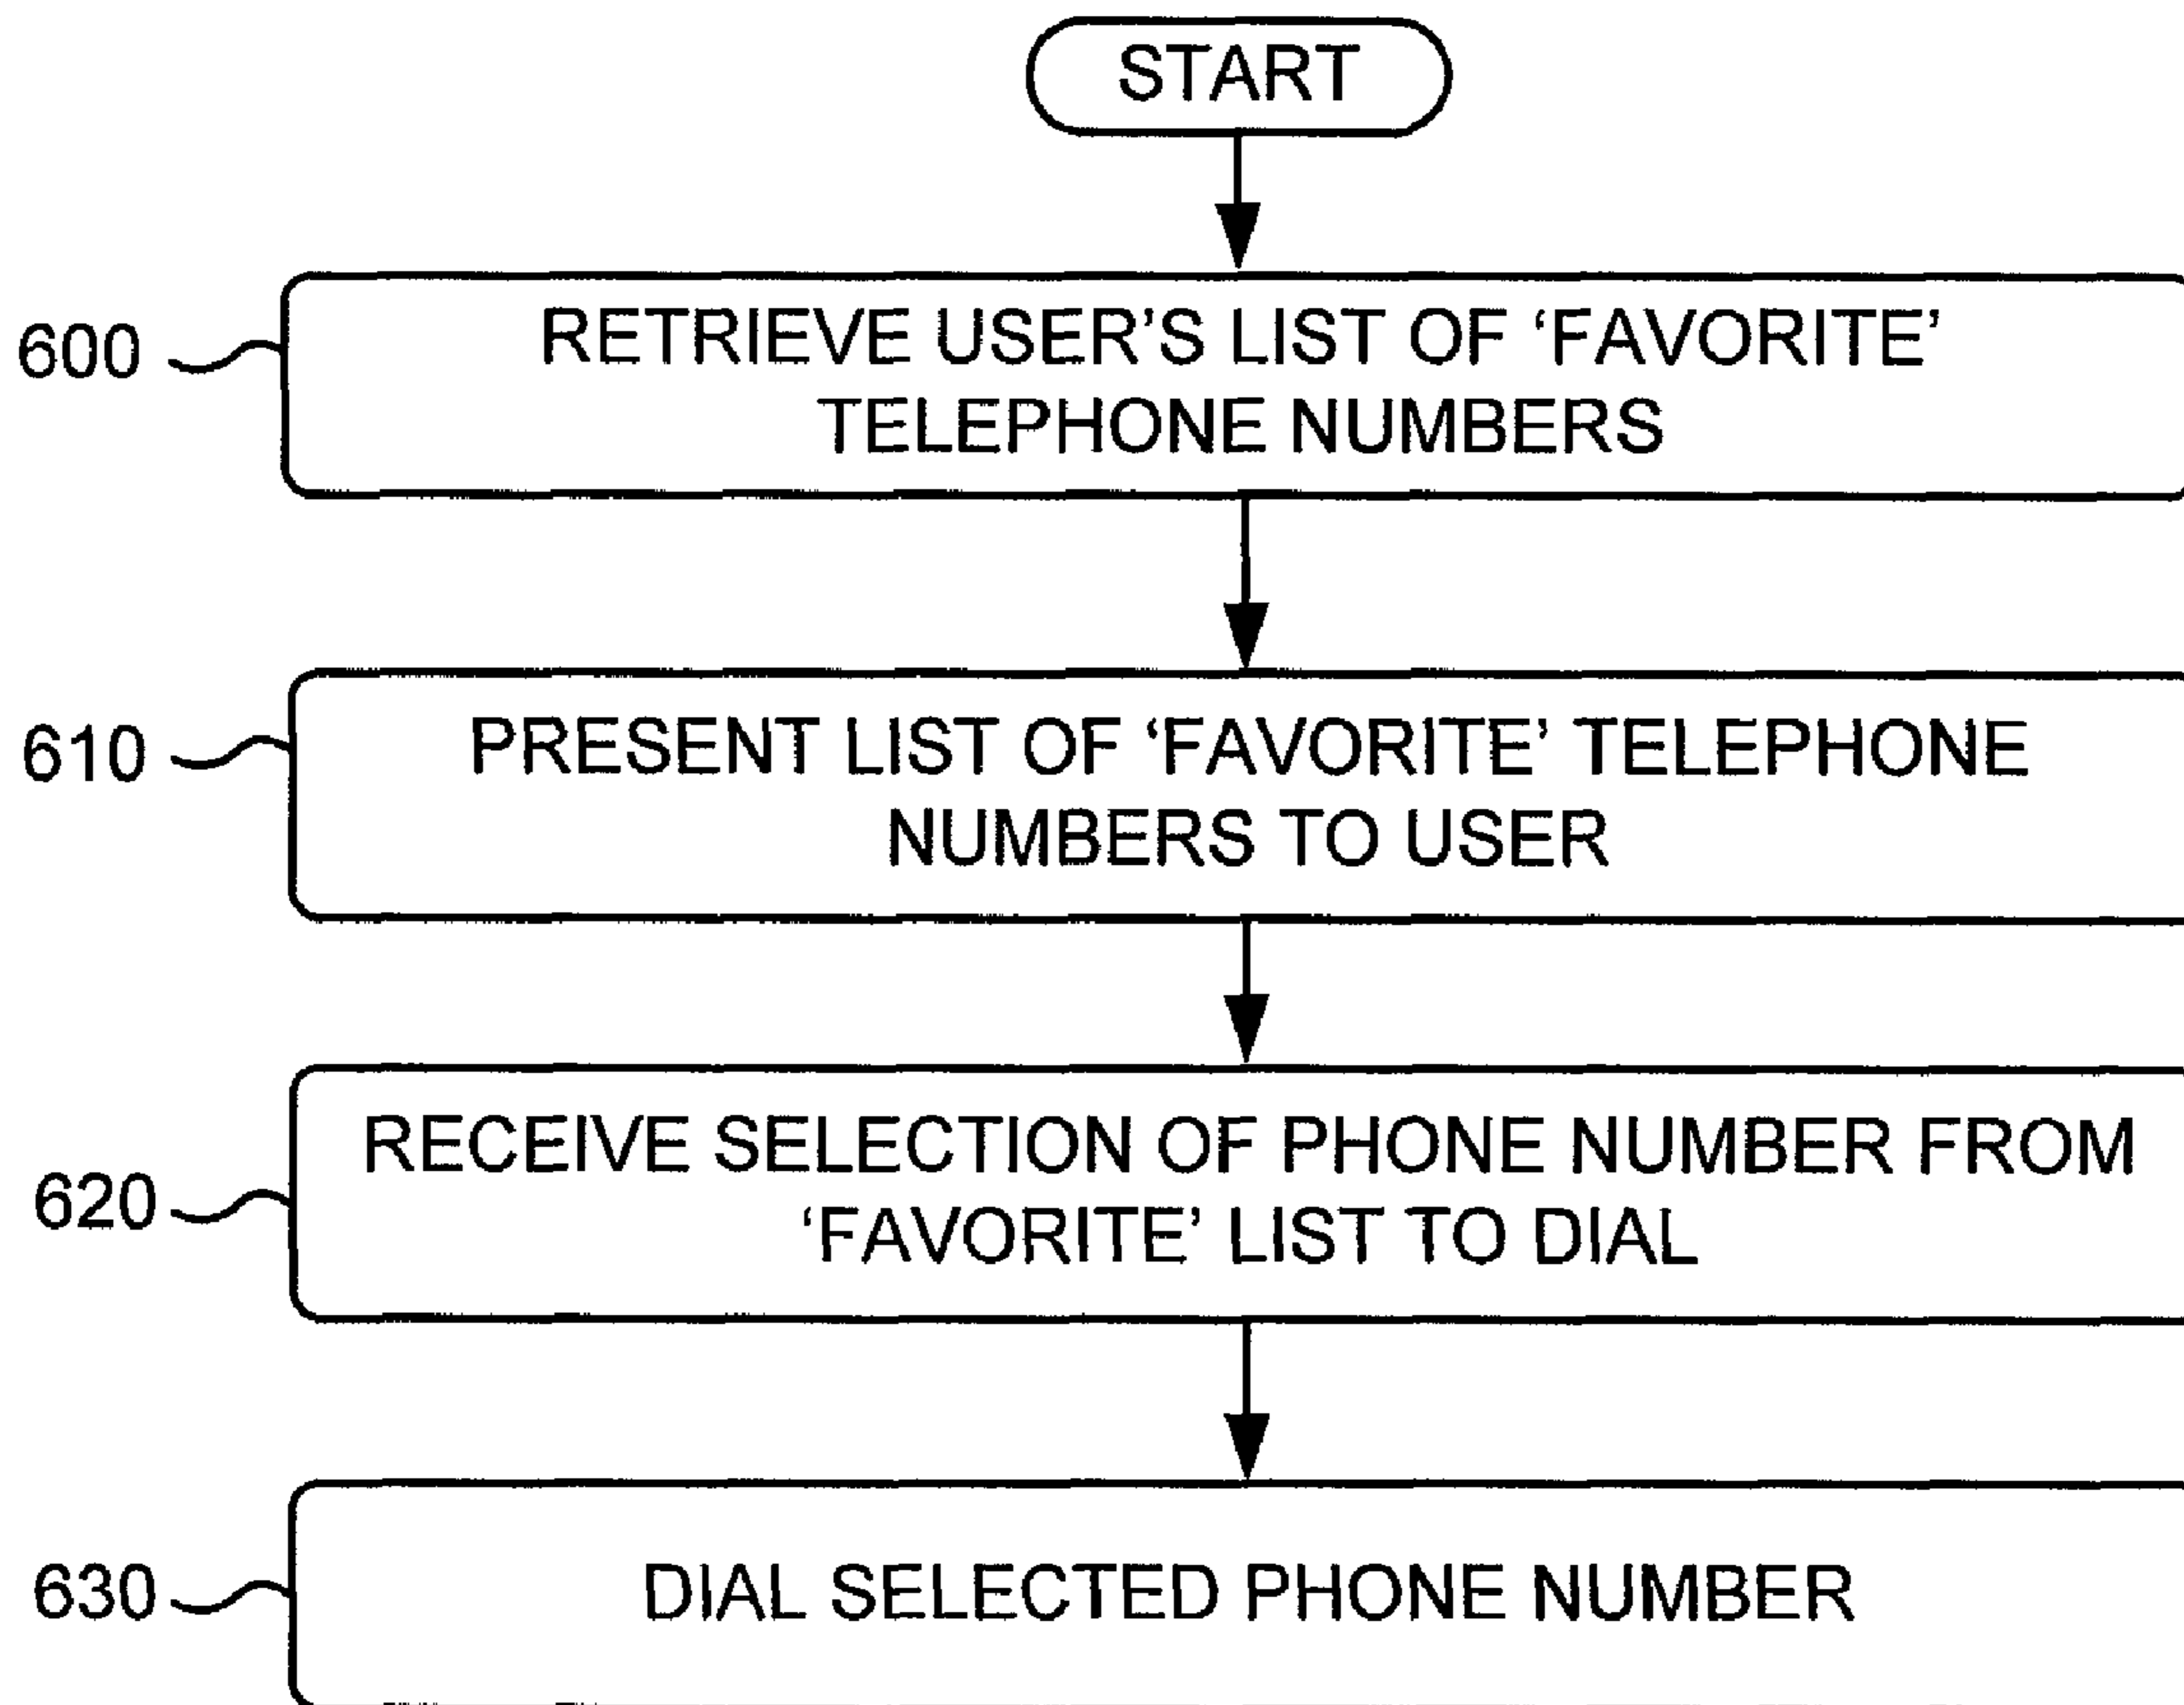 START
600
RETRIEVE USER’S LIST OF ‘FAVORITE’
TELEPHONE NUMBERS
610
PRESENT LIST OF ‘FAVORITE’ TELEPHONE
NUMBERS TO USER
620
RECEIVE SELECTION OF PHONE NUMBER FROM
‘FAVORITE’ LIST TO DIAL
630
DIAL SELECTED PHONE NUMBER